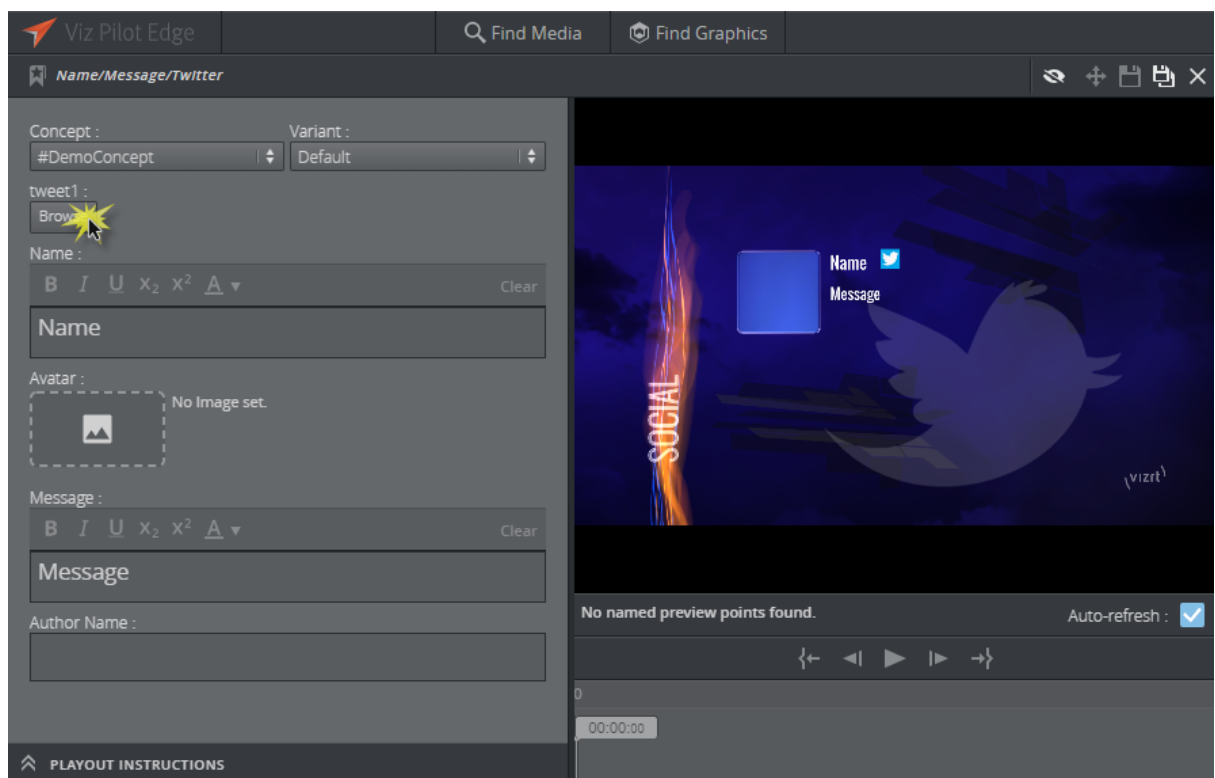 Viz Pilot Edge
Find Media
Find Graphics
Name/Message/Twitter
Concept :
Variant :
#DemoConcept
Default
tweet1 :
Name :
B I U X₂ X² A
Clear
Name
Avatar :
No Image set.
Message :
B I U X₂ X² A
Clear
Message
Author Name :
PLAYOUT INSTRUCTIONS
Name
Message
SOCIAL
vizrt
No named preview points found.
Auto-refresh :
0
00:00:00